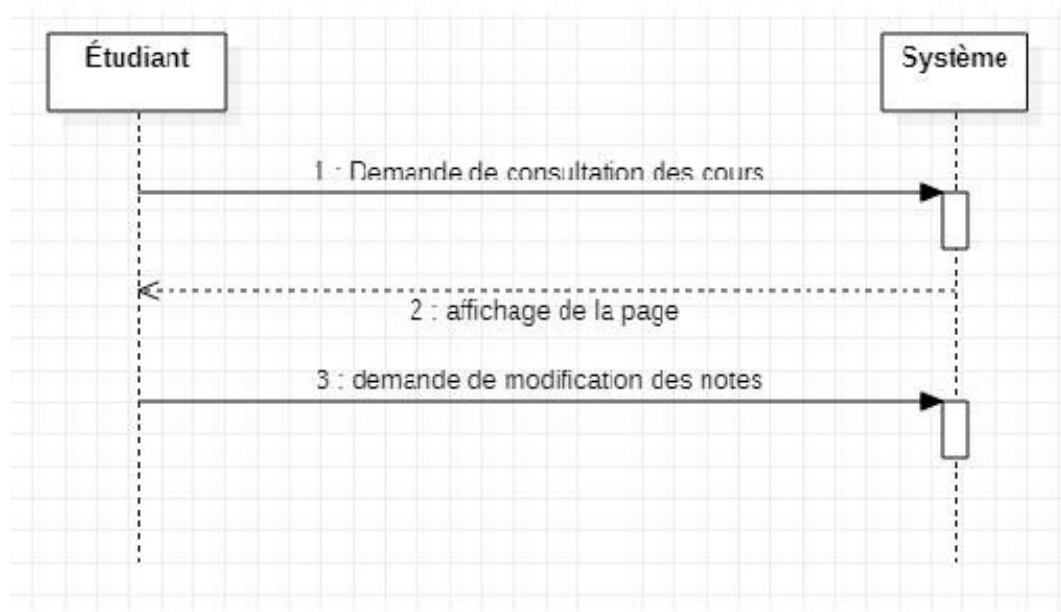 Étudiant
Système
1 : Demande de consultation des cours
2 : affichage de la page
3 : demande de modification des notes